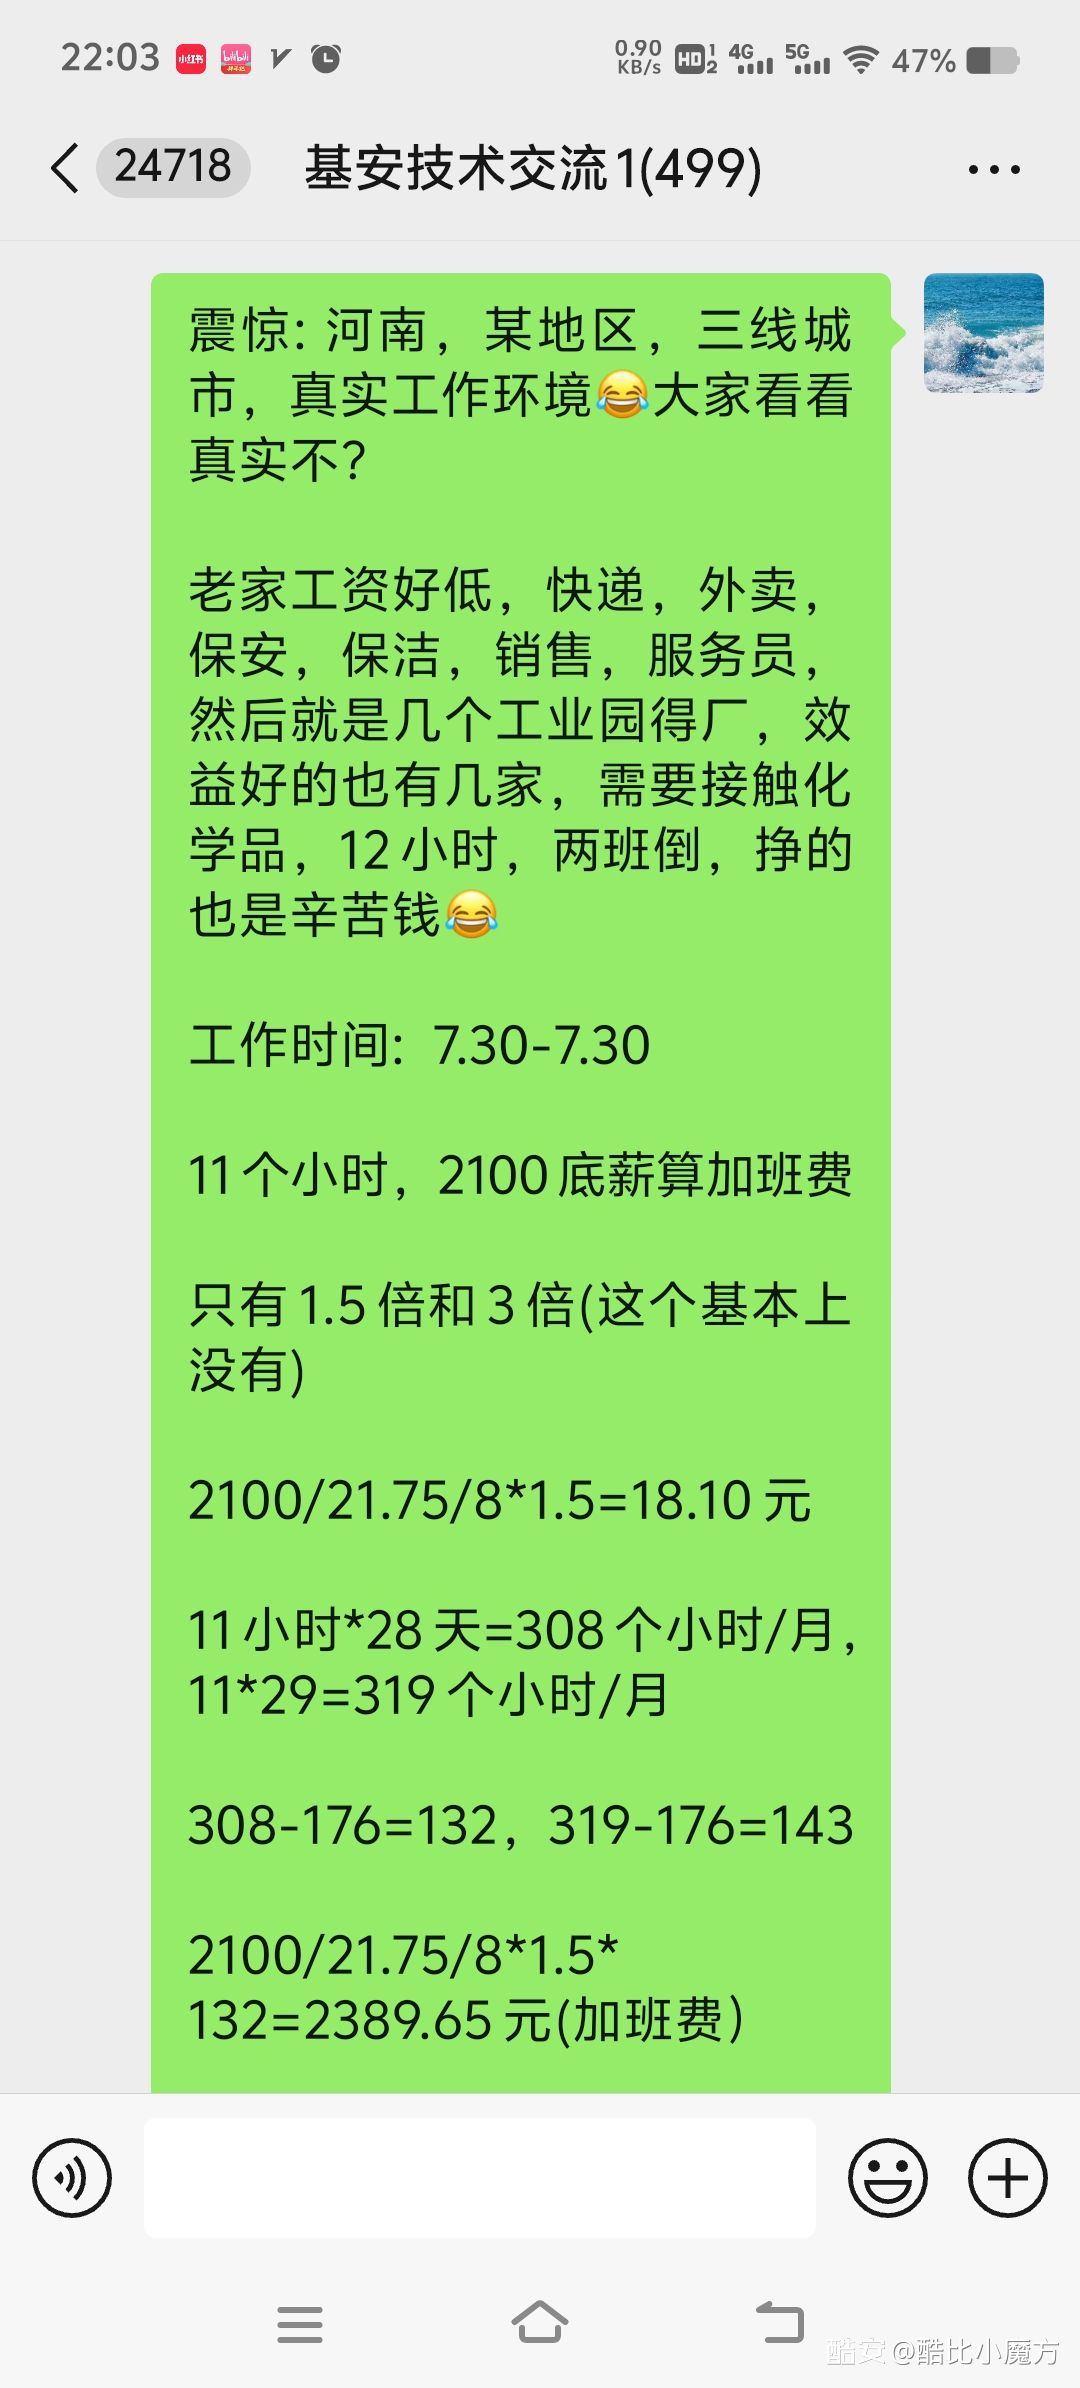 22:03
小红书
bilibili
0.90
KB/s
HD 1 2
4G
5G
47%
24718
基安技术交流1(499)
震惊: 河南，某地区，三线城
市，真实工作环境😂大家看看
真实不?
老家工资好低，快递，外卖，
保安，保洁，销售，服务员，
然后就是几个工业园得厂，效
益好的也有几家，需要接触化
学品，12小时，两班倒，挣的
也是辛苦钱😂
工作时间: 7.30-7.30
11个小时，2100底薪算加班费
只有1.5倍和3倍(这个基本上
没有)
2100/21.75/8*1.5=18.10元
11小时*28天=308个小时/月，
11*29=319个小时/月
308-176=132，319-176=143
2100/21.75/8*1.5*
132=2389.65元(加班费)
酷安 @酷比小魔方